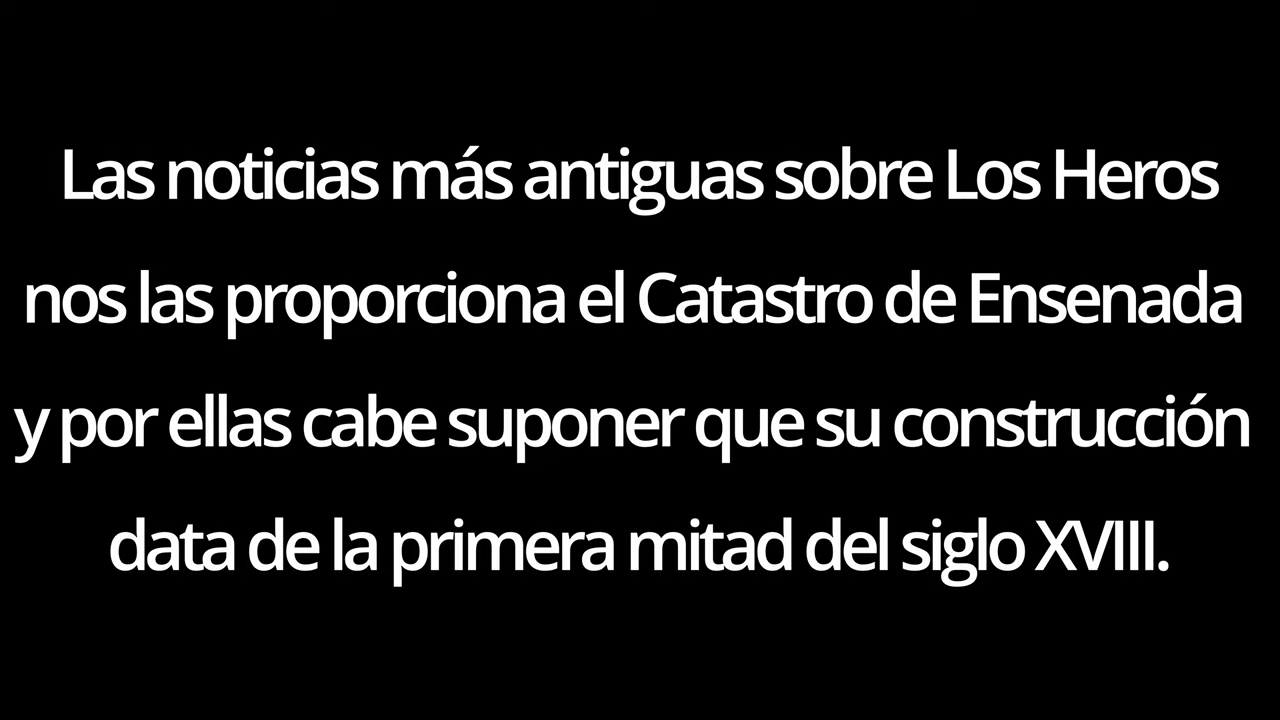 Las noticias más antiguas sobre Los Heros
nos las proporciona el Catastro de Ensenada
y por ellas cabe suponer que su construcción
data de la primera mitad del siglo XVIII.